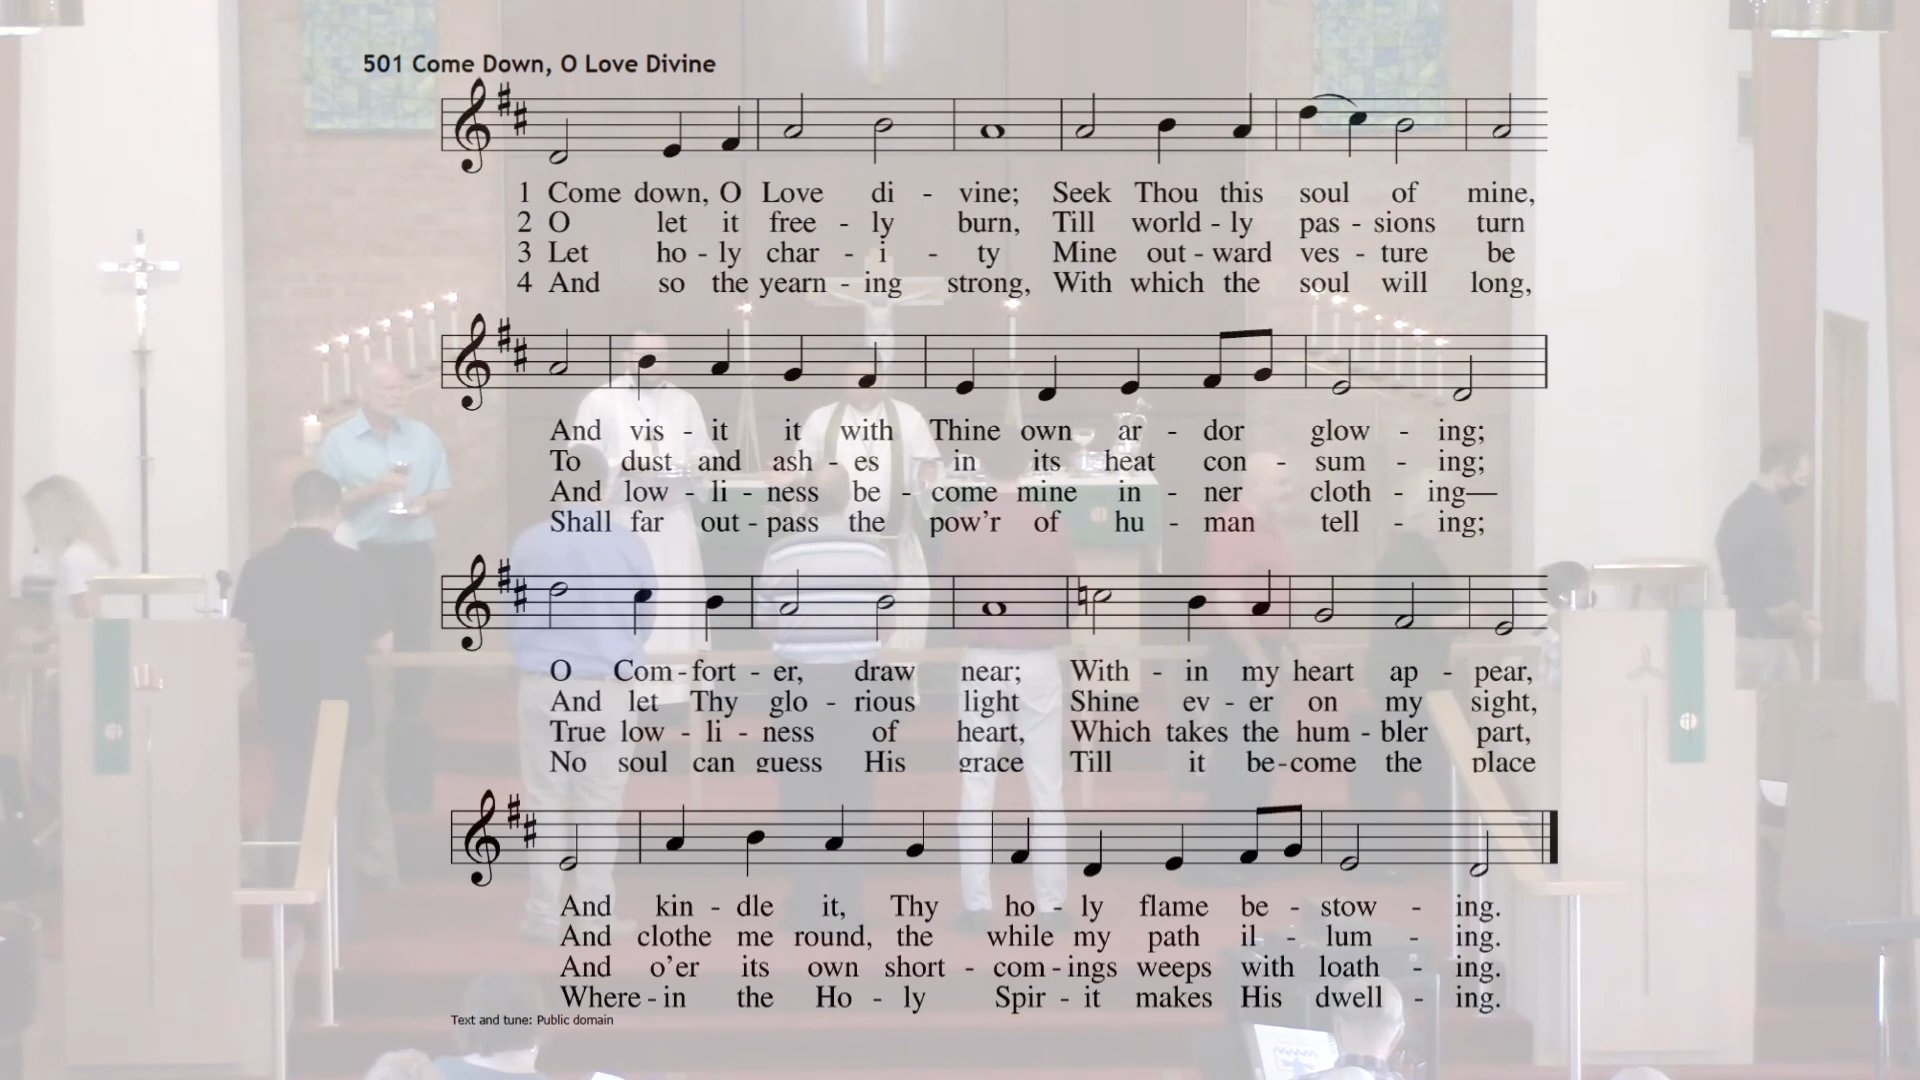 501 Come Down, O Love Divine
1 Come down, O Love di - vine; Seek Thou this soul of mine,
2 O let it free - ly burn, Till world - ly pas - sions turn
3 Let ho - ly char - i - ty Mine out - ward ves - ture be
4 And so the yearn - ing strong, With which the soul will long,
And vis - it it with Thine own ar - dor glow - ing;
To dust and ash - es in its heat con - sum - ing;
And low - li - ness be - come mine in - ner cloth - ing—
Shall far out - pass the pow'r of hu - man tell - ing;
O Com - fort - er, draw near; With - in my heart ap - pear,
And let Thy glo - rious light Shine ev - er on my sight,
True low - li - ness of heart, Which takes the hum - bler part,
No soul can guess His grace Till it be - come the place
And kin - dle it, Thy ho - ly flame be - stow - ing.
And clothe me round, the while my path il - lum - ing.
And o'er its own short - com - ings weeps with loath - ing.
Where - in the Ho - ly Spir - it makes His dwell - ing.
Text and tune: Public domain